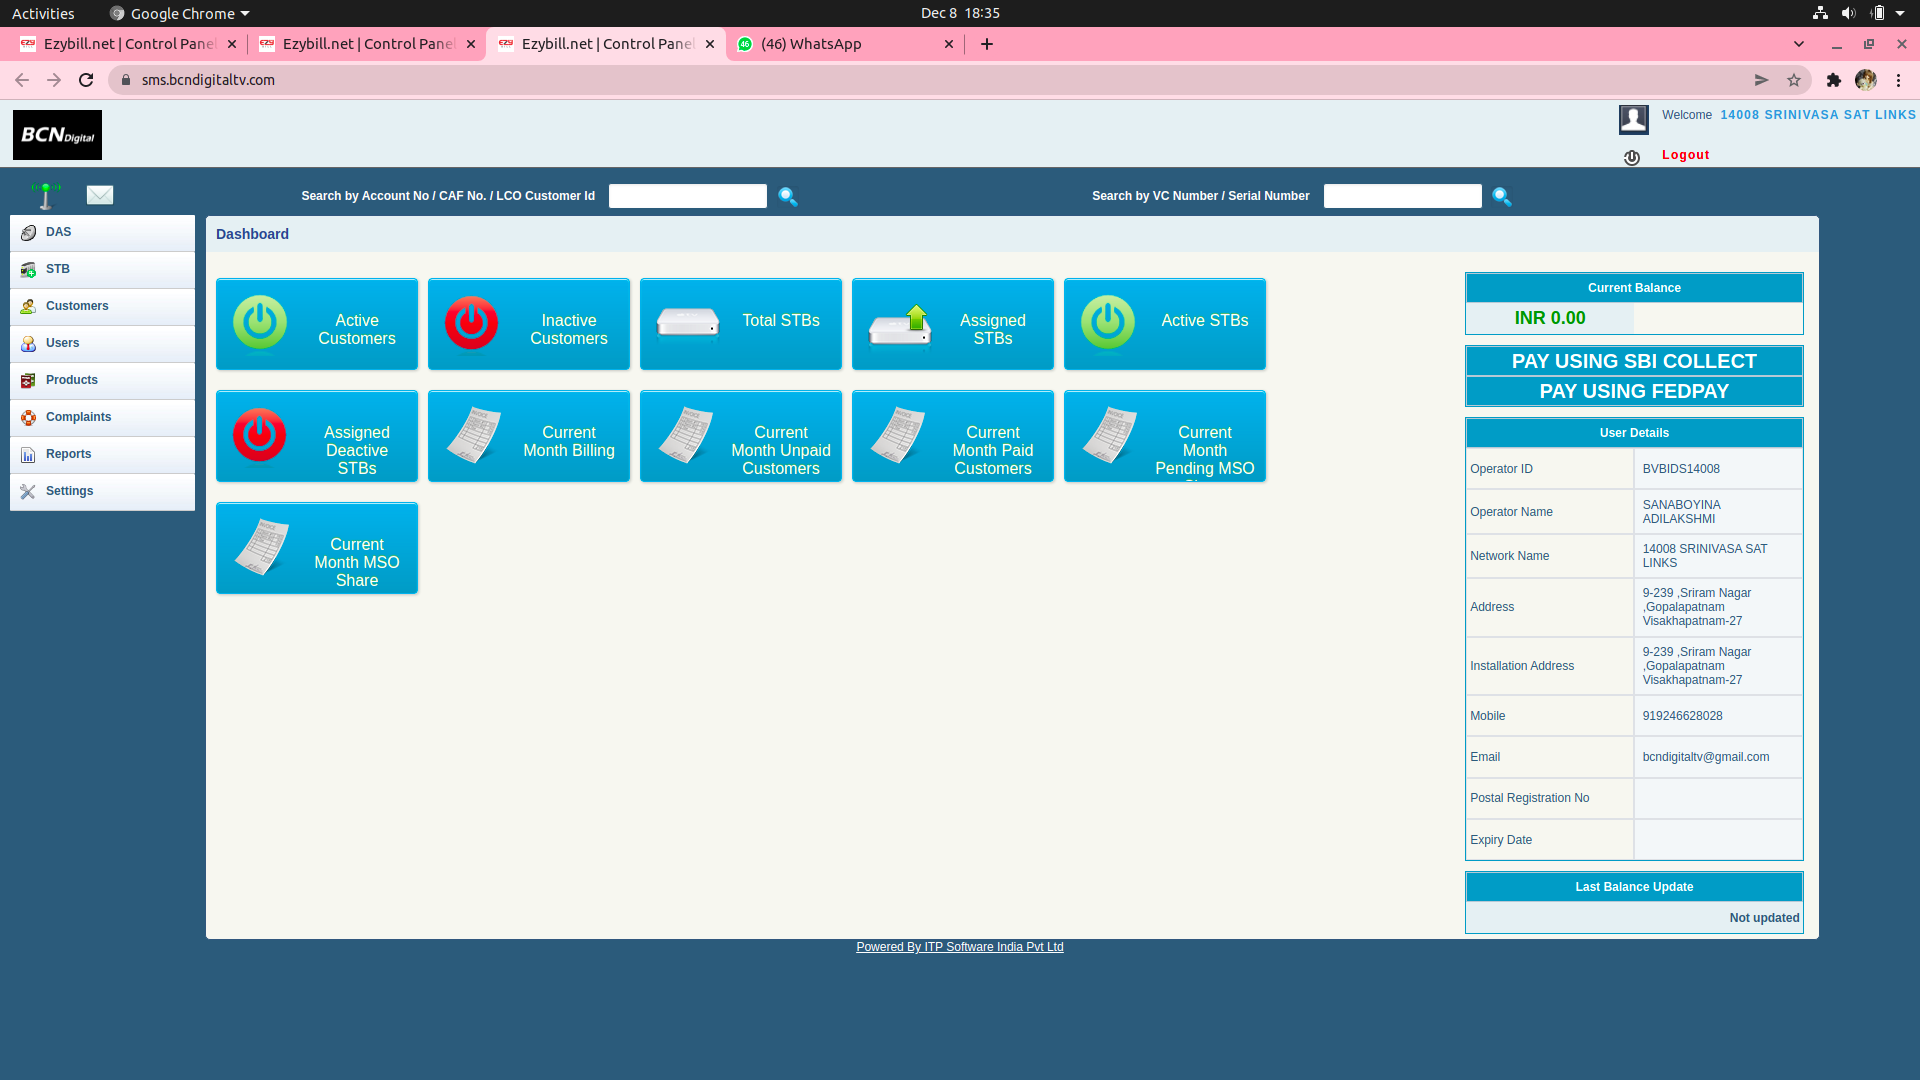 Activities
Google Chrome
Dec 8 18:35
Ezybill.net | Control Panel
Ezybill.net | Control Panel
Ezybill.net | Control Panel
(46) WhatsApp
sms.bcndigitaltv.com
BCN Digital
Welcome 14008 SRINIVASA SAT LINKS
Logout
Search by Account No / CAF No. / LCO Customer Id
Search by VC Number / Serial Number
DAS
STB
Customers
Users
Products
Complaints
Reports
Settings
Dashboard
Active
Customers
Inactive
Customers
Total STBs
Assigned
STBs
Active STBs
Assigned
Deactive
STBs
Current
Month Billing
Current
Month Unpaid
Customers
Current
Month Paid
Customers
Current
Month
Pending MSO
Current
Month MSO
Share
Current Balance
INR 0.00
PAY USING SBI COLLECT
PAY USING FEDPAY
User Details
Operator ID
BVBIDS14008
Operator Name
SANABOYINA
ADILAKSHMI
Network Name
14008 SRINIVASA SAT
LINKS
Address
9-239 ,Sriram Nagar
,Gopalapatnam
Visakhapatnam-27
Installation Address
9-239 ,Sriram Nagar
,Gopalapatnam
Visakhapatnam-27
Mobile
919246628028
Email
bcndigitaltv@gmail.com
Postal Registration No
Expiry Date
Last Balance Update
Not updated
Powered By ITP Software India Pvt Ltd